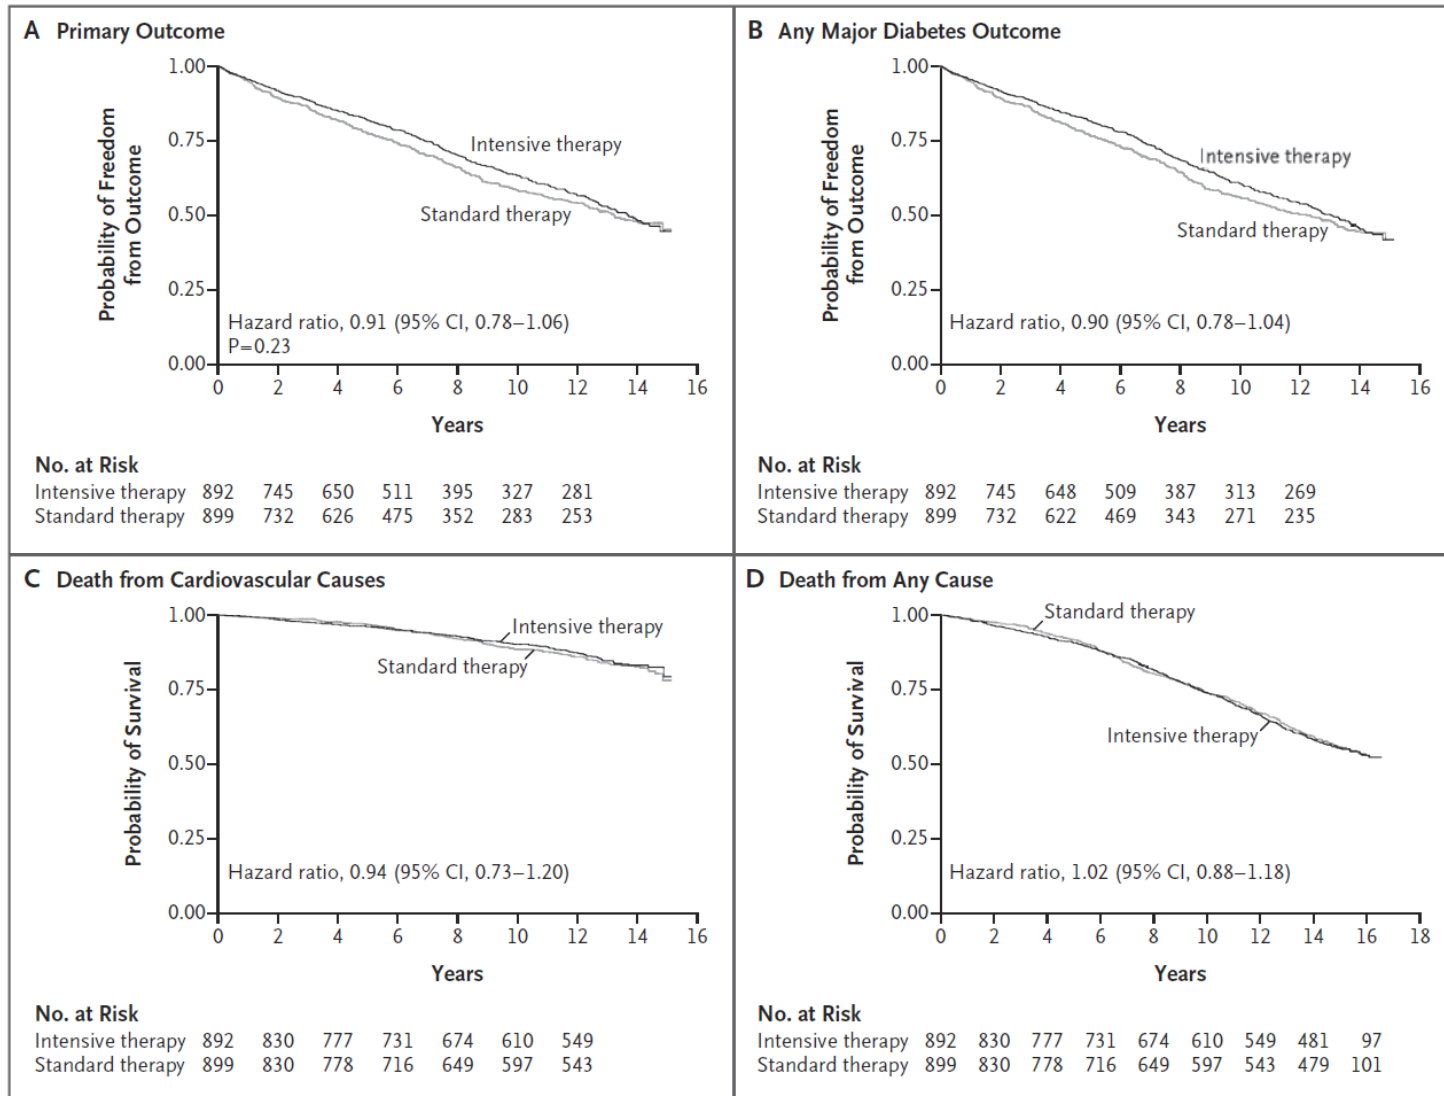 A Primary Outcome
1.00
0.75
0.50
0.25
0.00
Probability of Freedom
from Outcome
Intensive therapy
Standard therapy
Hazard ratio, 0.91 (95% CI, 0.78–1.06)
P=0.23
0 2 4 6 8 10 12 14 16
Years
No. at Risk
Intensive therapy 892 745 650 511 395 327 281
Standard therapy 899 732 626 475 352 283 253
B Any Major Diabetes Outcome
1.00
0.75
0.50
0.25
0.00
Probability of Freedom
from Outcome
Intensive therapy
Standard therapy
Hazard ratio, 0.90 (95% CI, 0.78–1.04)
0 2 4 6 8 10 12 14 16
Years
No. at Risk
Intensive therapy 892 745 648 509 387 313 269
Standard therapy 899 732 622 469 343 271 235
C Death from Cardiovascular Causes
1.00
0.75
0.50
0.25
0.00
Probability of Survival
Intensive therapy
Standard therapy
Hazard ratio, 0.94 (95% CI, 0.73–1.20)
0 2 4 6 8 10 12 14 16
Years
No. at Risk
Intensive therapy 892 830 777 731 674 610 549
Standard therapy 899 830 778 716 649 597 543
D Death from Any Cause
1.00
0.75
0.50
0.25
0.00
Probability of Survival
Standard therapy
Intensive therapy
Hazard ratio, 1.02 (95% CI, 0.88–1.18)
0 2 4 6 8 10 12 14 16 18
Years
No. at Risk
Intensive therapy 892 830 777 731 674 610 549 481 97
Standard therapy 899 830 778 716 649 597 543 479 101